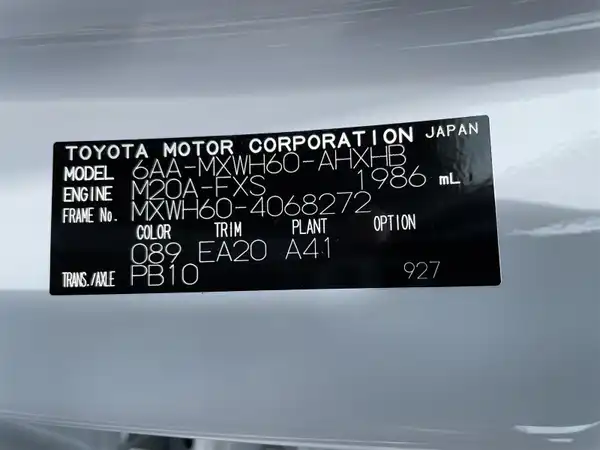 TOYOTA MOTOR CORPORATION JAPAN
MODEL 6AA-MXWH60-AHXHB
ENGINE M20A-FXS 1986 mL
FRAME No. MXWH60-4068272
COLOR TRIM PLANT OPTION
089 EA20 A41
TRANS./AXLE PB10 927